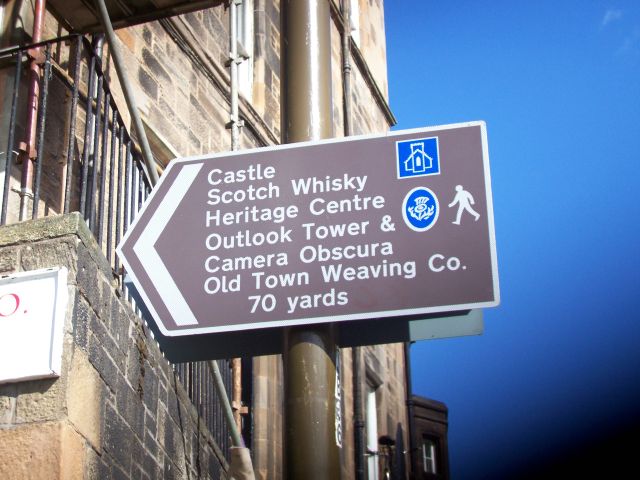 Castle
Scotch Whisky
Heritage Centre
Outlook Tower &
Camera Obscura
Old Town Weaving Co.
70 yards
O.